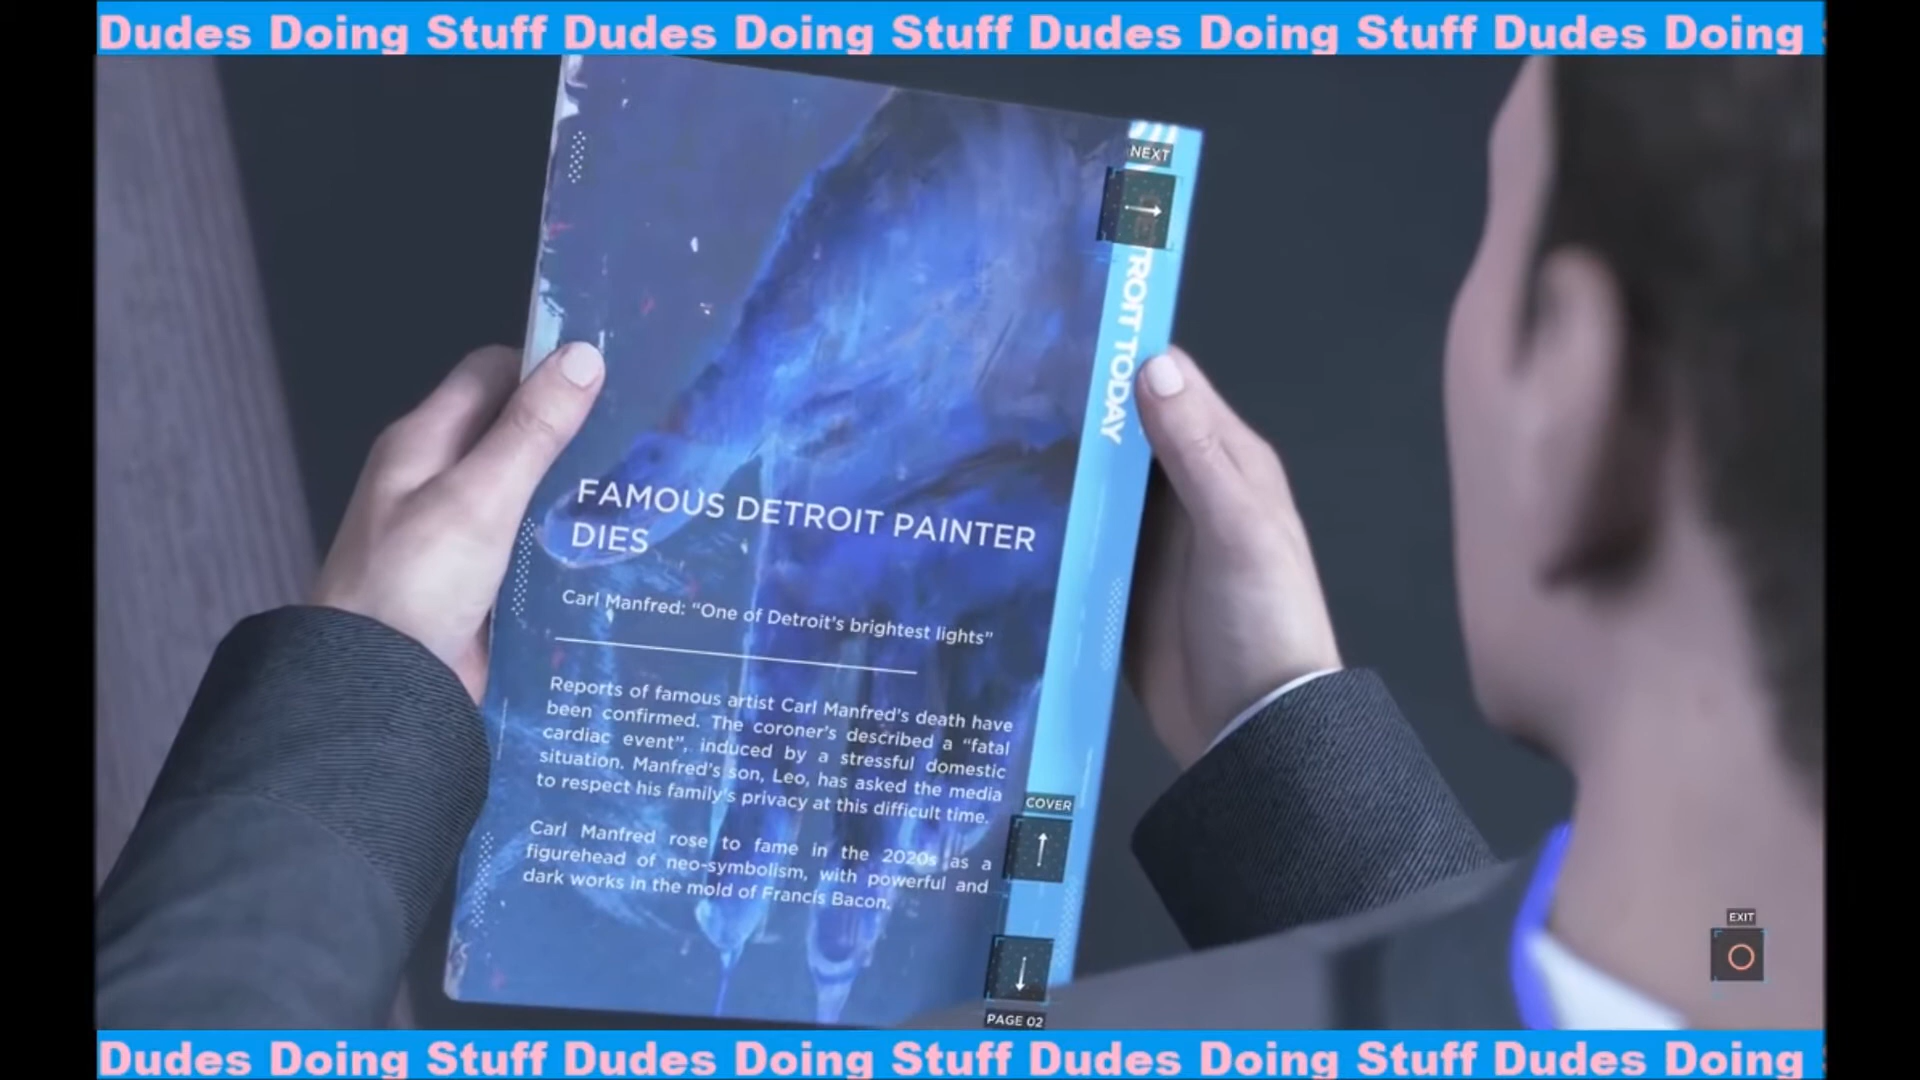 Dudes Doing Stuff Dudes Doing Stuff Dudes Doing Stuff Dudes Doing
NEXT
TROIT TODAY
FAMOUS DETROIT PAINTER
DIES
Carl Manfred: “One of Detroit’s brightest lights”
Reports of famous artist Carl Manfred’s death have
been confirmed. The coroner’s described a “fatal
cardiac event”, induced by a stressful domestic
situation. Manfred’s son, Leo, has asked the media
to respect his family’s privacy at this difficult time.
Carl Manfred rose to fame in the 2020s as a
figurehead of neo-symbolism, with powerful and
dark works in the mold of Francis Bacon.
COVER
PAGE 02
EXIT
Dudes Doing Stuff Dudes Doing Stuff Dudes Doing Stuff Dudes Doing